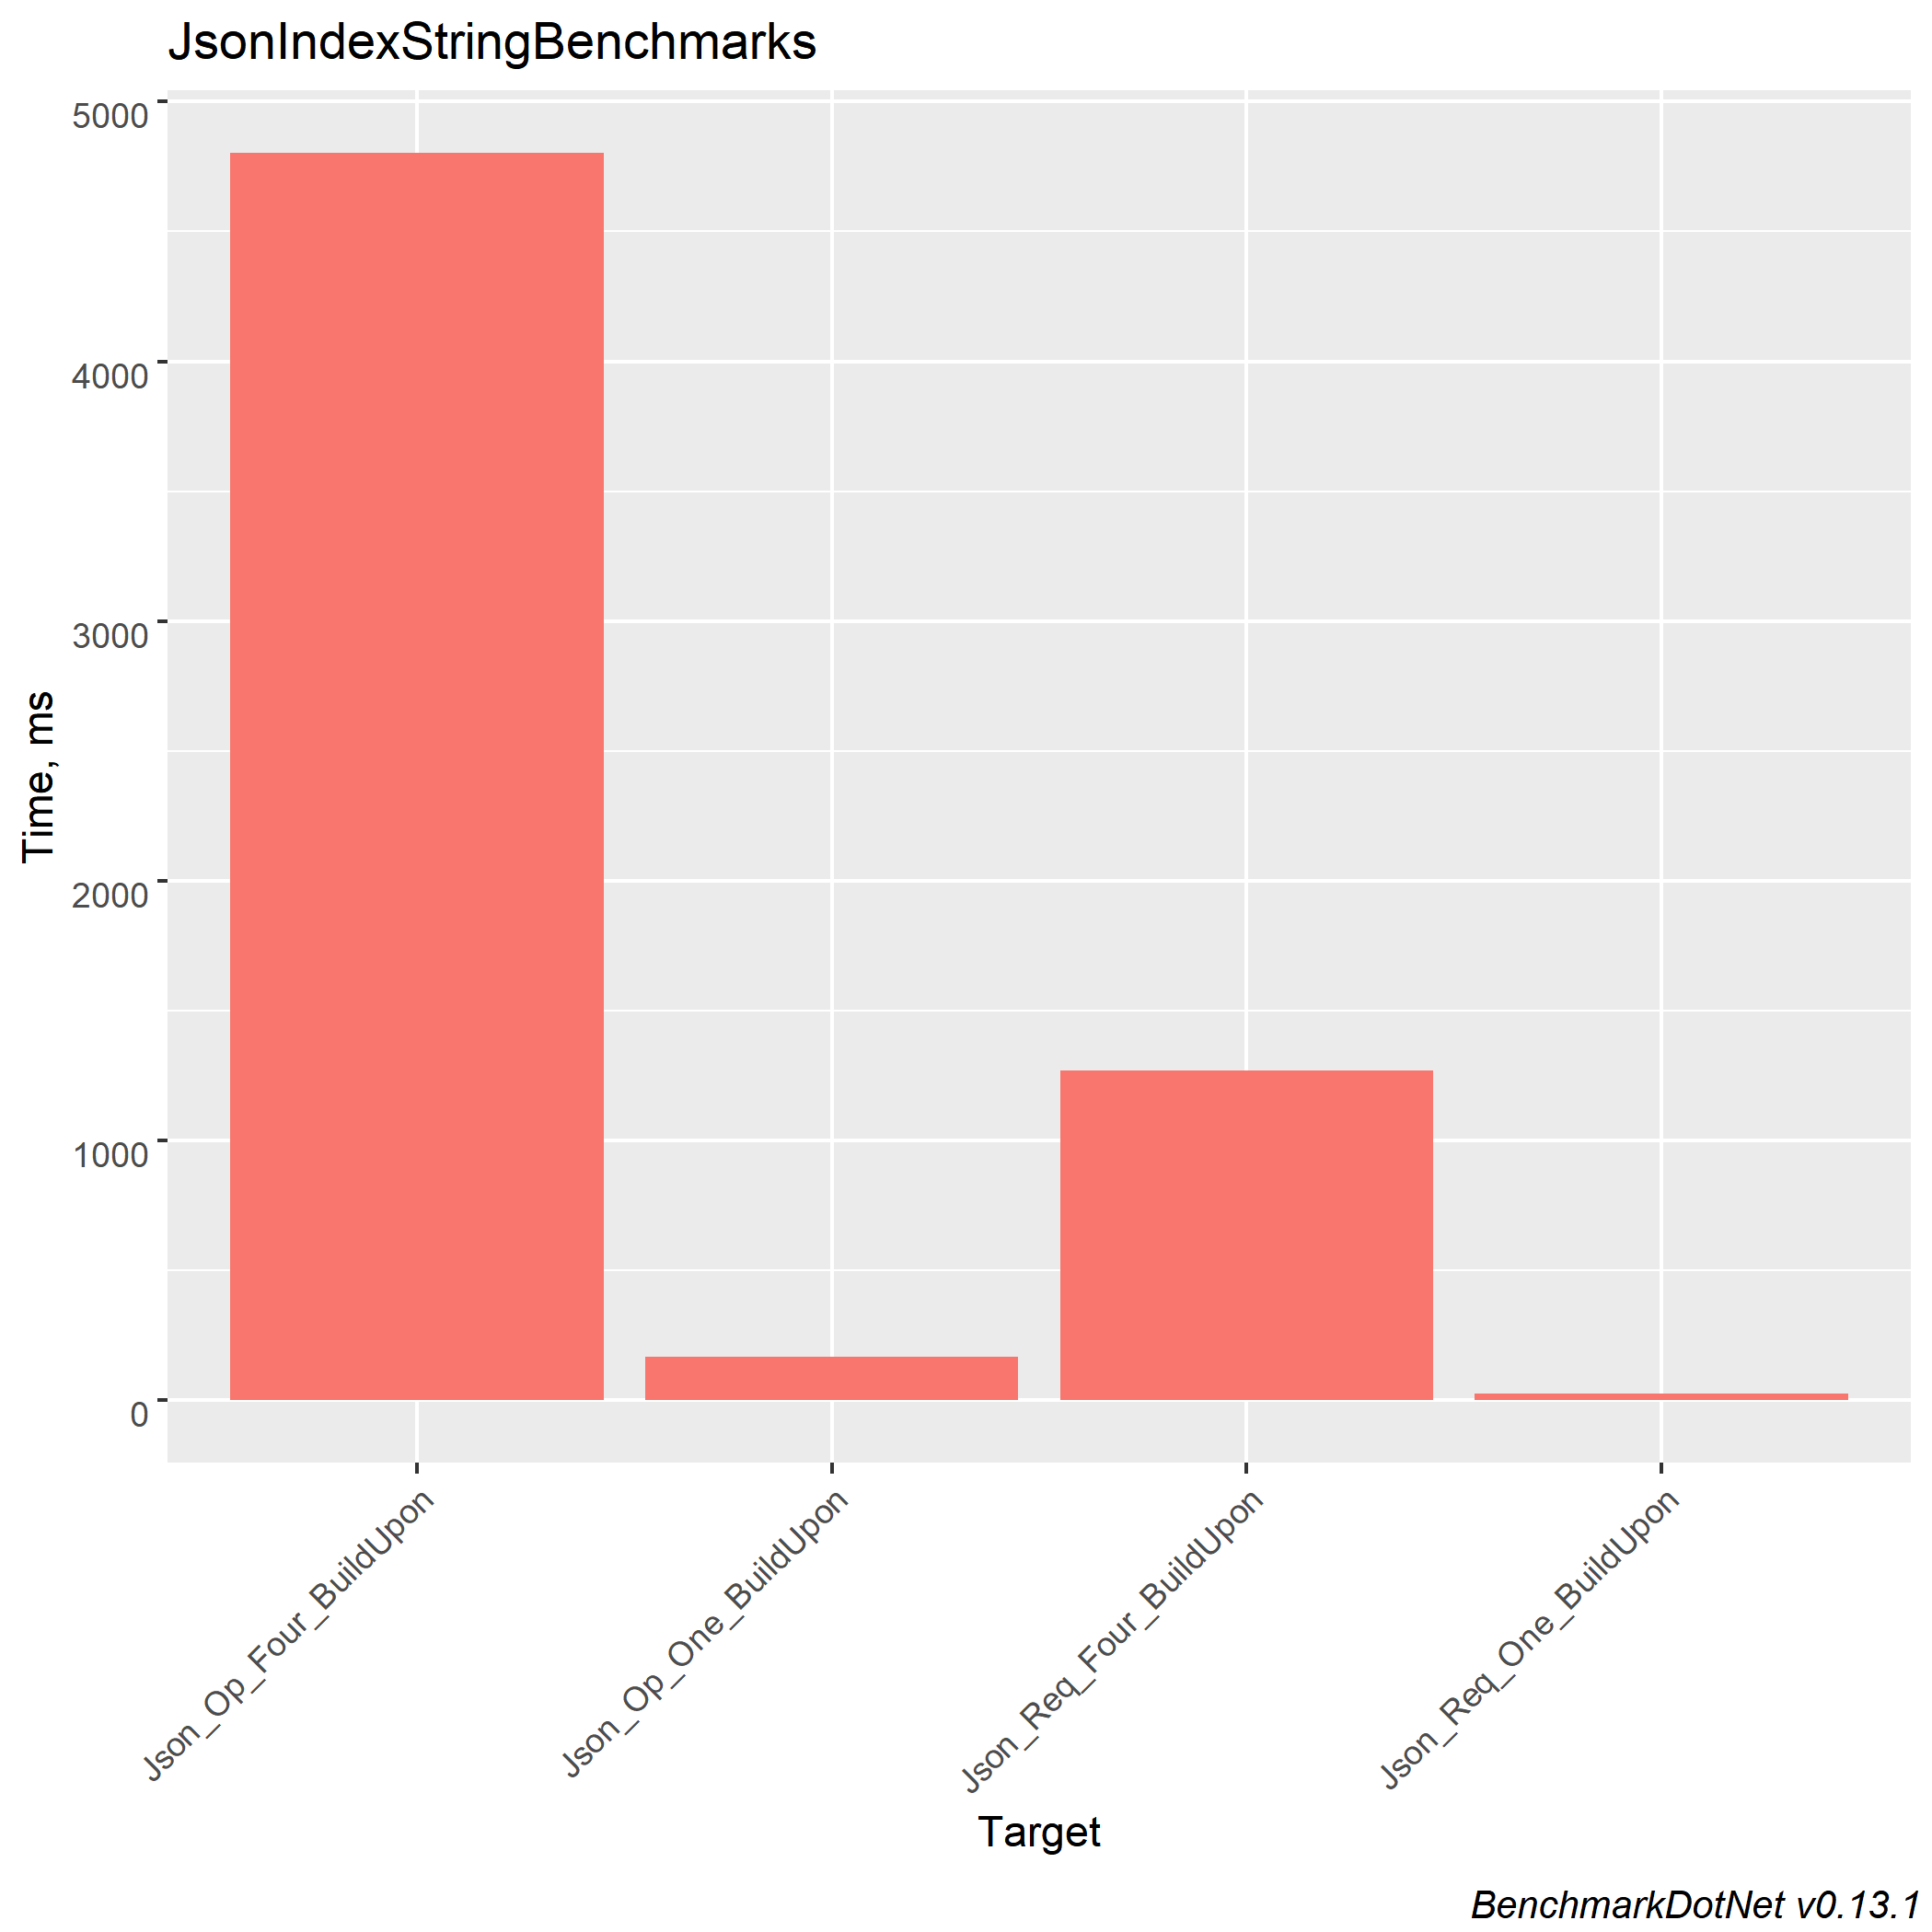 JsonIndexStringBenchmarks
5000
4000
3000
2000
1000
0
Time, ms
Json_Op_Four_BuildUpon
Json_Op_One_BuildUpon
Json_Req_Four_BuildUpon
Json_Req_One_BuildUpon
Target
BenchmarkDotNet v0.13.1